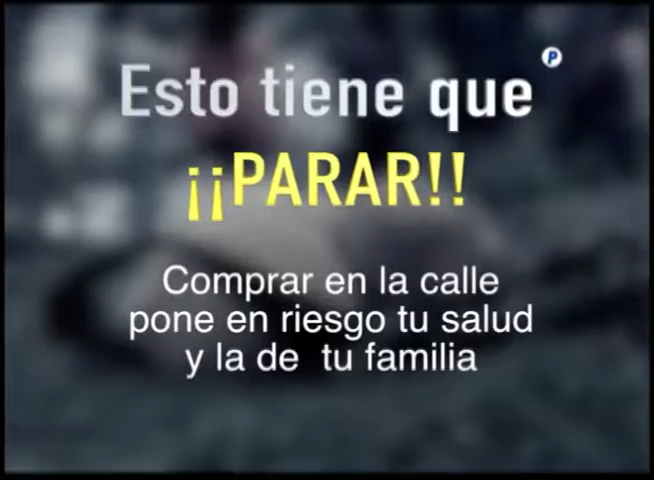 P
Esto tiene que
¡¡PARAR!!
Comprar en la calle
pone en riesgo tu salud
y la de tu familia